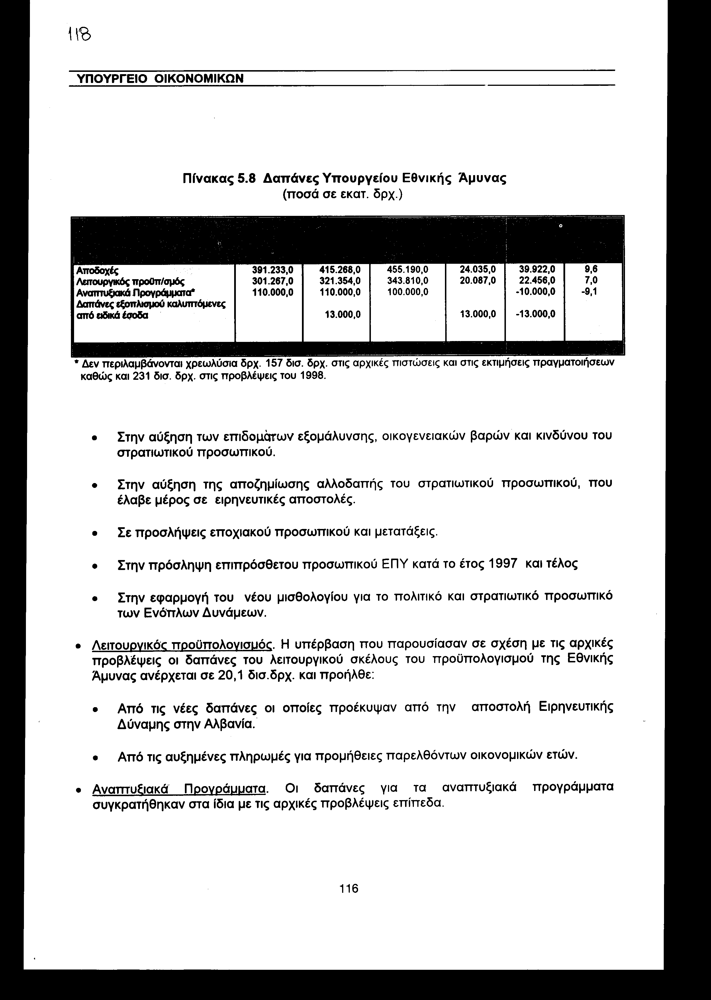 118
ΥΠΟΥΡΓΕΙΟ ΟΙΚΟΝΟΜΙΚΩΝ
Πίνακας 5.8 Δαπάνες Υπουργείου Εθνικής Άμυνας
(ποσά σε εκατ. δρχ.)
Αποδοχές 391.233,0 415.268,0 455.190,0 24.035,0 39.922,0 9,6
Λειτουργικός προϋπ/σμός 301.267,0 321.354,0 343.810,0 20.087,0 22.456,0 7,0
Αναπτυξιακά Προγράμματα* 110.000,0 110.000,0 100.000,0 -10.000,0 -9,1
Δαπάνες εξοπλισμού καλυπτόμενες
από ειδικά έσοδα 13.000,0 13.000,0 -13.000,0
* Δεν περιλαμβάνονται χρεωλύσια δρχ. 157 δισ. δρχ. στις αρχικές πιστώσεις και στις εκτιμήσεις πραγματοιήσεων
καθώς και 231 δισ. δρχ. στις προβλέψεις του 1998.
• Στην αύξηση των επιδομάτων εξομάλυνσης, οικογενειακών βαρών και κινδύνου του
στρατιωτικού προσωπικού.
• Στην αύξηση της αποζημίωσης αλλοδαπής του στρατιωτικού προσωπικού, που
έλαβε μέρος σε ειρηνευτικές αποστολές.
• Σε προσλήψεις εποχιακού προσωπικού και μετατάξεις.
• Στην πρόσληψη επιπρόσθετου προσωπικού ΕΠΥ κατά το έτος 1997 και τέλος
• Στην εφαρμογή του νέου μισθολογίου για το πολιτικό και στρατιωτικό προσωπικό
των Ενόπλων Δυνάμεων.
• Λειτουργικός προϋπολογισμός. Η υπέρβαση που παρουσίασαν σε σχέση με τις αρχικές
προβλέψεις οι δαπάνες του λειτουργικού σκέλους του προϋπολογισμού της Εθνικής
Άμυνας ανέρχεται σε 20,1 δισ.δρχ. και προήλθε:
• Από τις νέες δαπάνες οι οποίες προέκυψαν από την αποστολή Ειρηνευτικής
Δύναμης στην Αλβανία.
• Από τις αυξημένες πληρωμές για προμήθειες παρελθόντων οικονομικών ετών.
• Αναπτυξιακά Προγράμματα. Οι δαπάνες για τα αναπτυξιακά προγράμματα
συγκρατήθηκαν στα ίδια με τις αρχικές προβλέψεις επίπεδα.
116